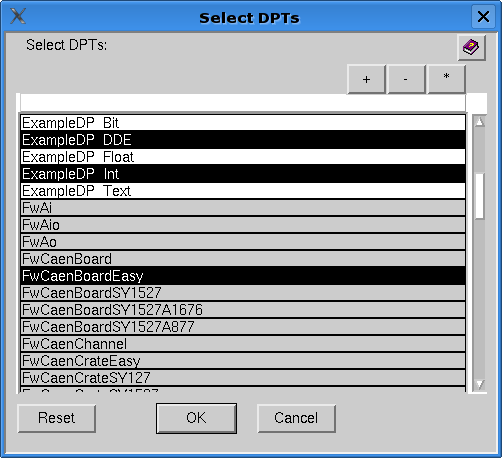 Select DPTs
Select DPTs:
?
+ - *
ExampleDP_Bit
ExampleDP_DDE
ExampleDP_Float
ExampleDP_Int
ExampleDP_Text
FwAi
FwAio
FwAo
FwCaenBoard
FwCaenBoardEasy
FwCaenBoardSY1527
FwCaenBoardSY1527A1676
FwCaenBoardSY1527A877
FwCaenChannel
FwCaenCrateEasy
FwCaenCrateSY127
FwCaenCrateSY1527
Reset OK Cancel